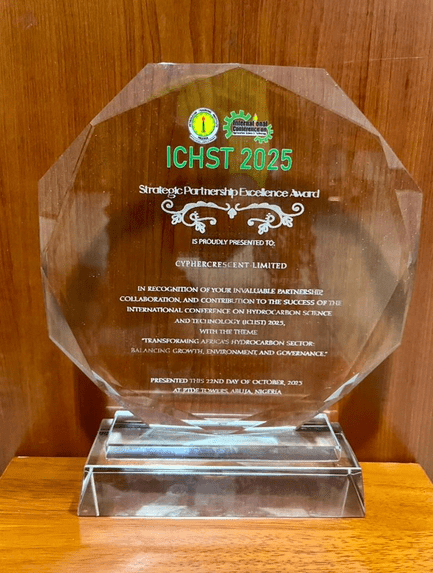 International
Conference on
ICHST 2025
Strategic Partnership Excellence Award
IS PROUDLY PRESENTED TO;
CYPHERCRESCENT LIMITED
IN RECOGNITION OF YOUR INVALUABLE PARTNERSHIP,
COLLABORATION, AND CONTRIBUTION TO THE SUCCESS OF THE
INTERNATIONAL CONFERENCE ON HYDROCARBON SCIENCE
AND TECHNOLOGY (ICHST) 2025,
WITH THE THEME
"TRANSFORMING AFRICA'S HYDROCARBON SECTOR:
BALANCING GROWTH, ENVIRONMENT, AND GOVERNANCE."
PRESENTED THIS 22ND DAY OF OCTOBER, 2025
AT PTDF TOWERS, ABUJA, NIGERIA